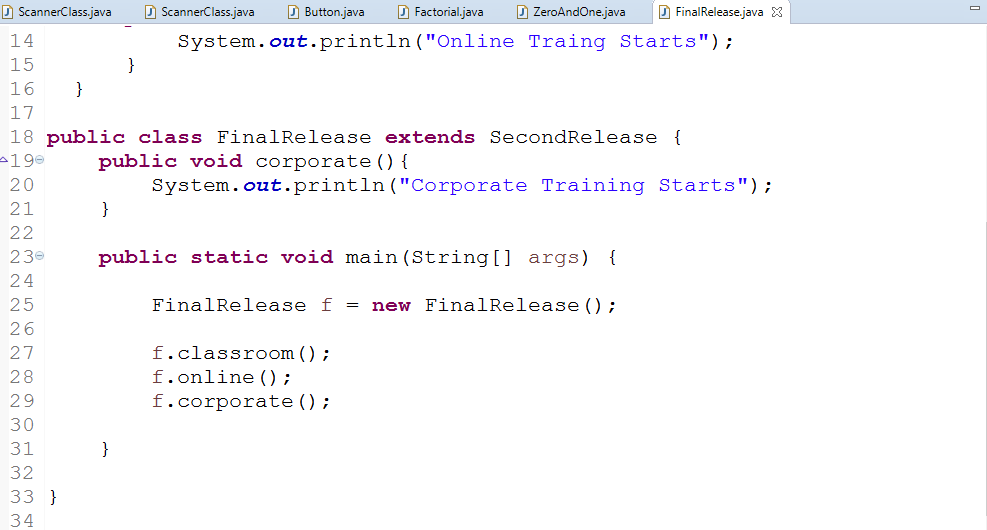 ScannerClass.java ScannerClass.java Button.java Factorial.java ZeroAndOne.java FinalRelease.java
14 System.out.println("Online Traing Starts");
15 }
16 }
17
18 public class FinalRelease extends SecondRelease {
19 public void corporate(){
20 System.out.println("Corporate Training Starts");
21 }
22
23 public static void main(String[] args) {
24
25 FinalRelease f = new FinalRelease();
26
27 f.classroom();
28 f.online();
29 f.corporate();
30
31 }
32
33 }
34